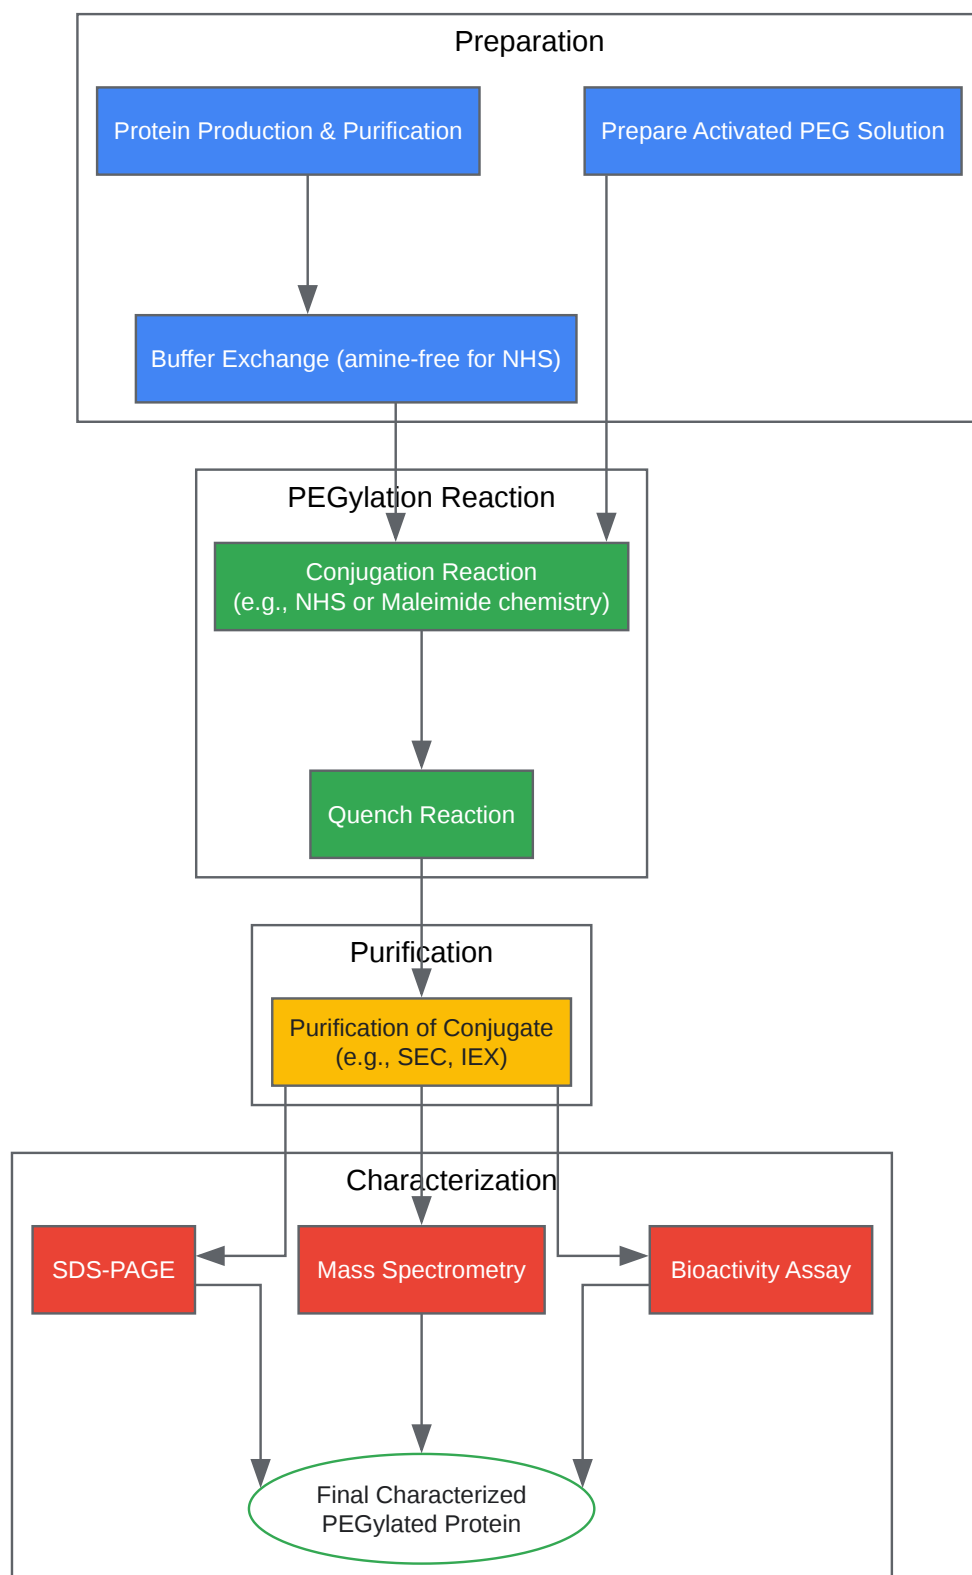 Preparation
Protein Production & Purification
Prepare Activated PEG Solution
Buffer Exchange (amine-free for NHS)
PEGylation Reaction
Conjugation Reaction
(e.g., NHS or Maleimide chemistry)
Quench Reaction
Purification
Purification of Conjugate
(e.g., SEC, IEX)
Characterization
SDS-PAGE
Mass Spectrometry
Bioactivity Assay
Final Characterized
PEGylated Protein